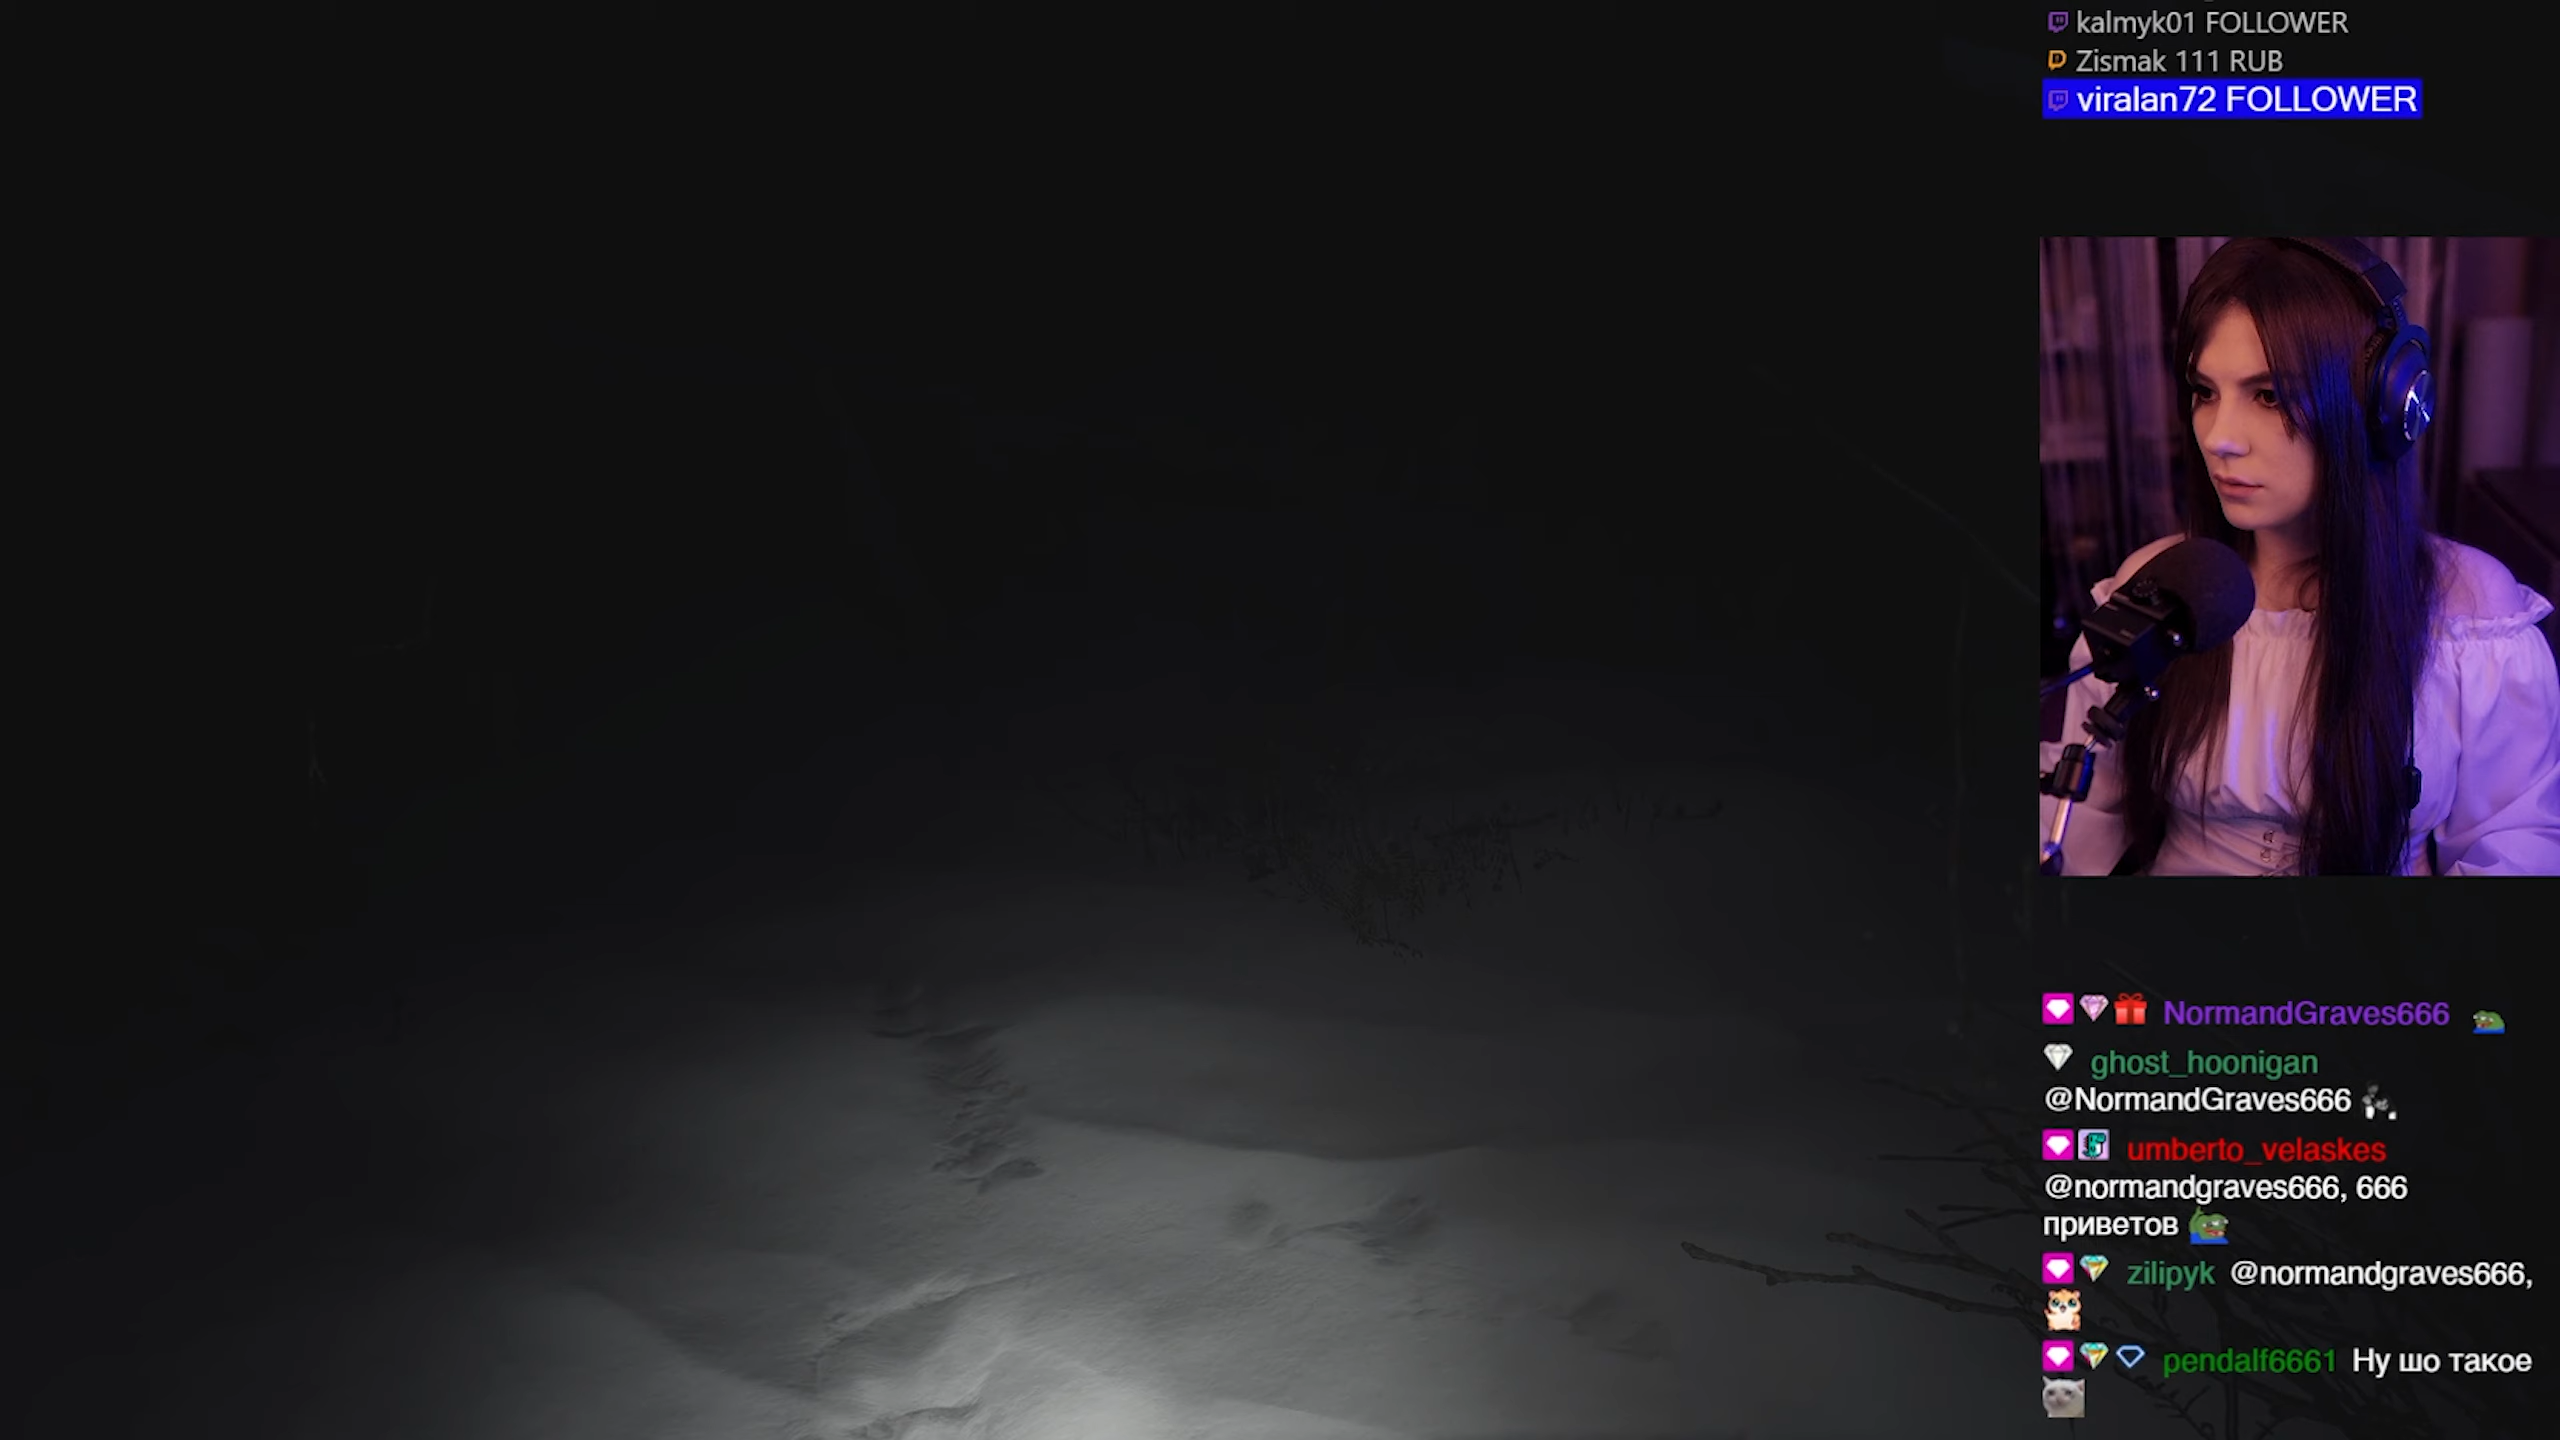 kalmyk01 FOLLOWER
Zismak 111 RUB
viralan72 FOLLOWER
NormandGraves666
ghost_hoonigan
@NormandGraves666
umberto_velaskes
@normandgraves666, 666
приветов
zilipyk @normandgraves666,
pendalf6661 Ну шо такое